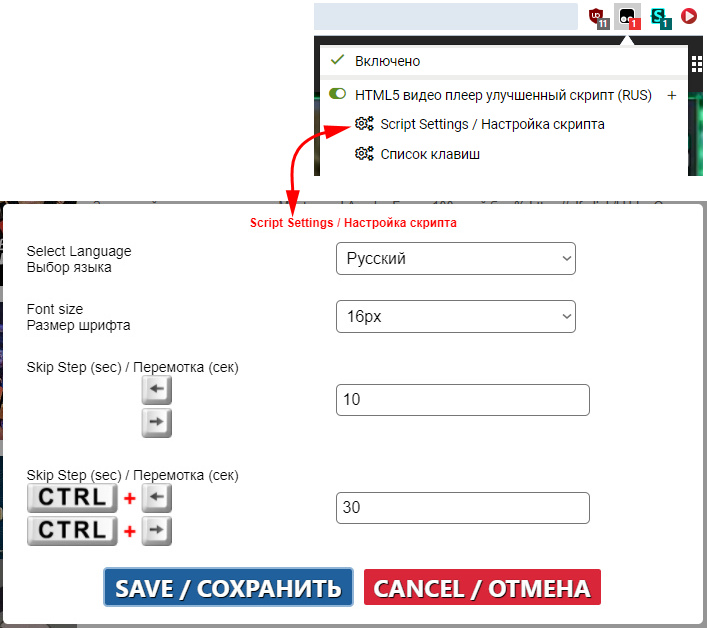 11
1
1
Включено
HTML5 видео плеер улучшенный скрипт (RUS) +
Script Settings / Настройка скрипта
Список клавиш
Script Settings / Настройка скрипта
Select Language
Выбор языка
Русский
Font size
Размер шрифта
16px
Skip Step (sec) / Перемотка (сек)
←
10
→
Skip Step (sec) / Перемотка (сек)
CTRL + ←
30
CTRL + →
SAVE / СОХРАНИТЬ
CANCEL / ОТМЕНА